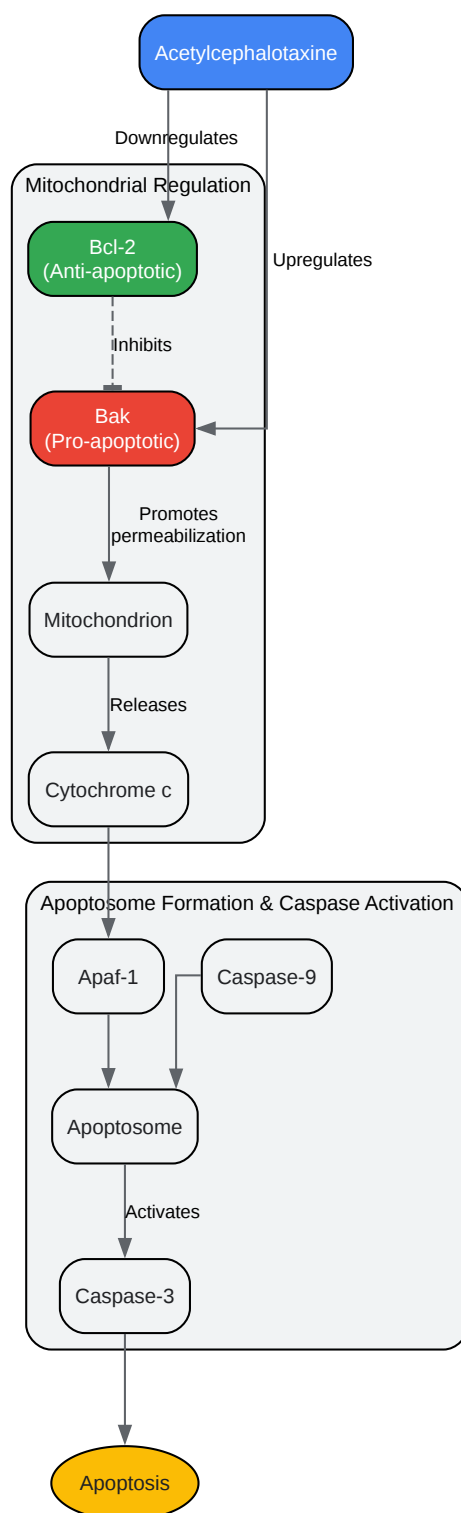 Acetylcephalotaxine
Downregulates
Mitochondrial Regulation
Bcl-2
(Anti-apoptotic)
Upregulates
Inhibits
Bak
(Pro-apoptotic)
Promotes
permeabilization
Mitochondrion
Releases
Cytochrome c
Apoptosome Formation & Caspase Activation
Apaf-1
Caspase-9
Apoptosome
Activates
Caspase-3
Apoptosis